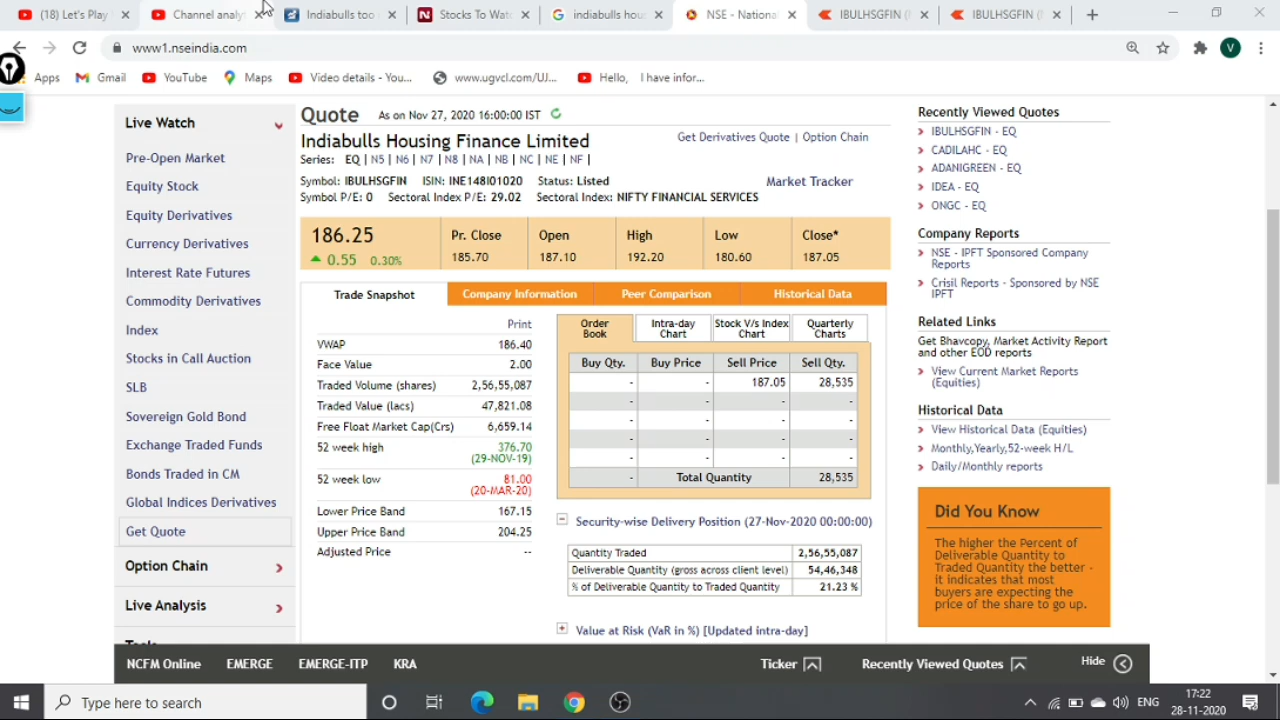 (18) Let's Play
Channel analy
Indiabulls too
Stocks To Wat
indiabulls hou
NSE - Nationa
IBULHSGFIN (
IBULHSGFIN (
www1.nseindia.com
V
Apps
Gmail
YouTube
Maps
Video details - You...
www.ugvcl.com/UJ...
Hello, I have infor...
Live Watch
Pre-Open Market
Equity Stock
Equity Derivatives
Currency Derivatives
Interest Rate Futures
Commodity Derivatives
Index
Stocks in Call Auction
SLB
Sovereign Gold Bond
Exchange Traded Funds
Bonds Traded in CM
Global Indices Derivatives
Get Quote
Option Chain
Live Analysis
Tools
Quote As on Nov 27, 2020 16:00:00 IST
Indiabulls Housing Finance Limited
Get Derivatives Quote | Option Chain
Series: EQ | N5 | N6 | N7 | N8 | NA | NB | NC | NE | NF |
Symbol: IBULHSGFIN ISIN: INE148I01020 Status: Listed
Market Tracker
Symbol P/E: 0 Sectoral Index P/E: 29.02 Sectoral Index: NIFTY FINANCIAL SERVICES
186.25 Pr. Close Open High Low Close*
0.55 0.30% 185.70 187.10 192.20 180.60 187.05
Trade Snapshot Company Information Peer Comparison Historical Data
Print
VWAP 186.40
Face Value 2.00
Traded Volume (shares) 2,56,55,087
Traded Value (lacs) 47,821.08
Free Float Market Cap(Crs) 6,659.14
52 week high 376.70
(29-NOV-19)
52 week low 81.00
(20-MAR-20)
Lower Price Band 167.15
Upper Price Band 204.25
Adjusted Price --
Order Book
Intra-day Chart
Stock V/s Index Chart
Quarterly Charts
Buy Qty. Buy Price Sell Price Sell Qty.
- - 187.05 28,535
- - - -
- - - -
- - - -
- - - -
- Total Quantity 28,535
Security-wise Delivery Position (27-Nov-2020 00:00:00)
Quantity Traded 2,56,55,087
Deliverable Quantity (gross across client level) 54,46,348
% of Deliverable Quantity to Traded Quantity 21.23 %
Value at Risk (VaR in %) [Updated intra-day]
Recently Viewed Quotes
IBULHSGFIN - EQ
CADILAHC - EQ
ADANIGREEN - EQ
IDEA - EQ
ONGC - EQ
Company Reports
NSE - IPFT Sponsored Company
Reports
Crisil Reports - Sponsored by NSE
IPFT
Related Links
Get Bhavcopy, Market Activity Report
and other EOD reports
View Current Market Reports
(Equities)
Historical Data
View Historical Data (Equities)
Monthly,Yearly,52-week H/L
Daily/Monthly reports
Did You Know
The higher the Percent of
Deliverable Quantity to
Traded Quantity the better -
it indicates that most
buyers are expecting the
price of the share to go up.
NCFM Online EMERGE EMERGE-ITP KRA Ticker Recently Viewed Quotes Hide
Type here to search
ENG
17:22
28-11-2020